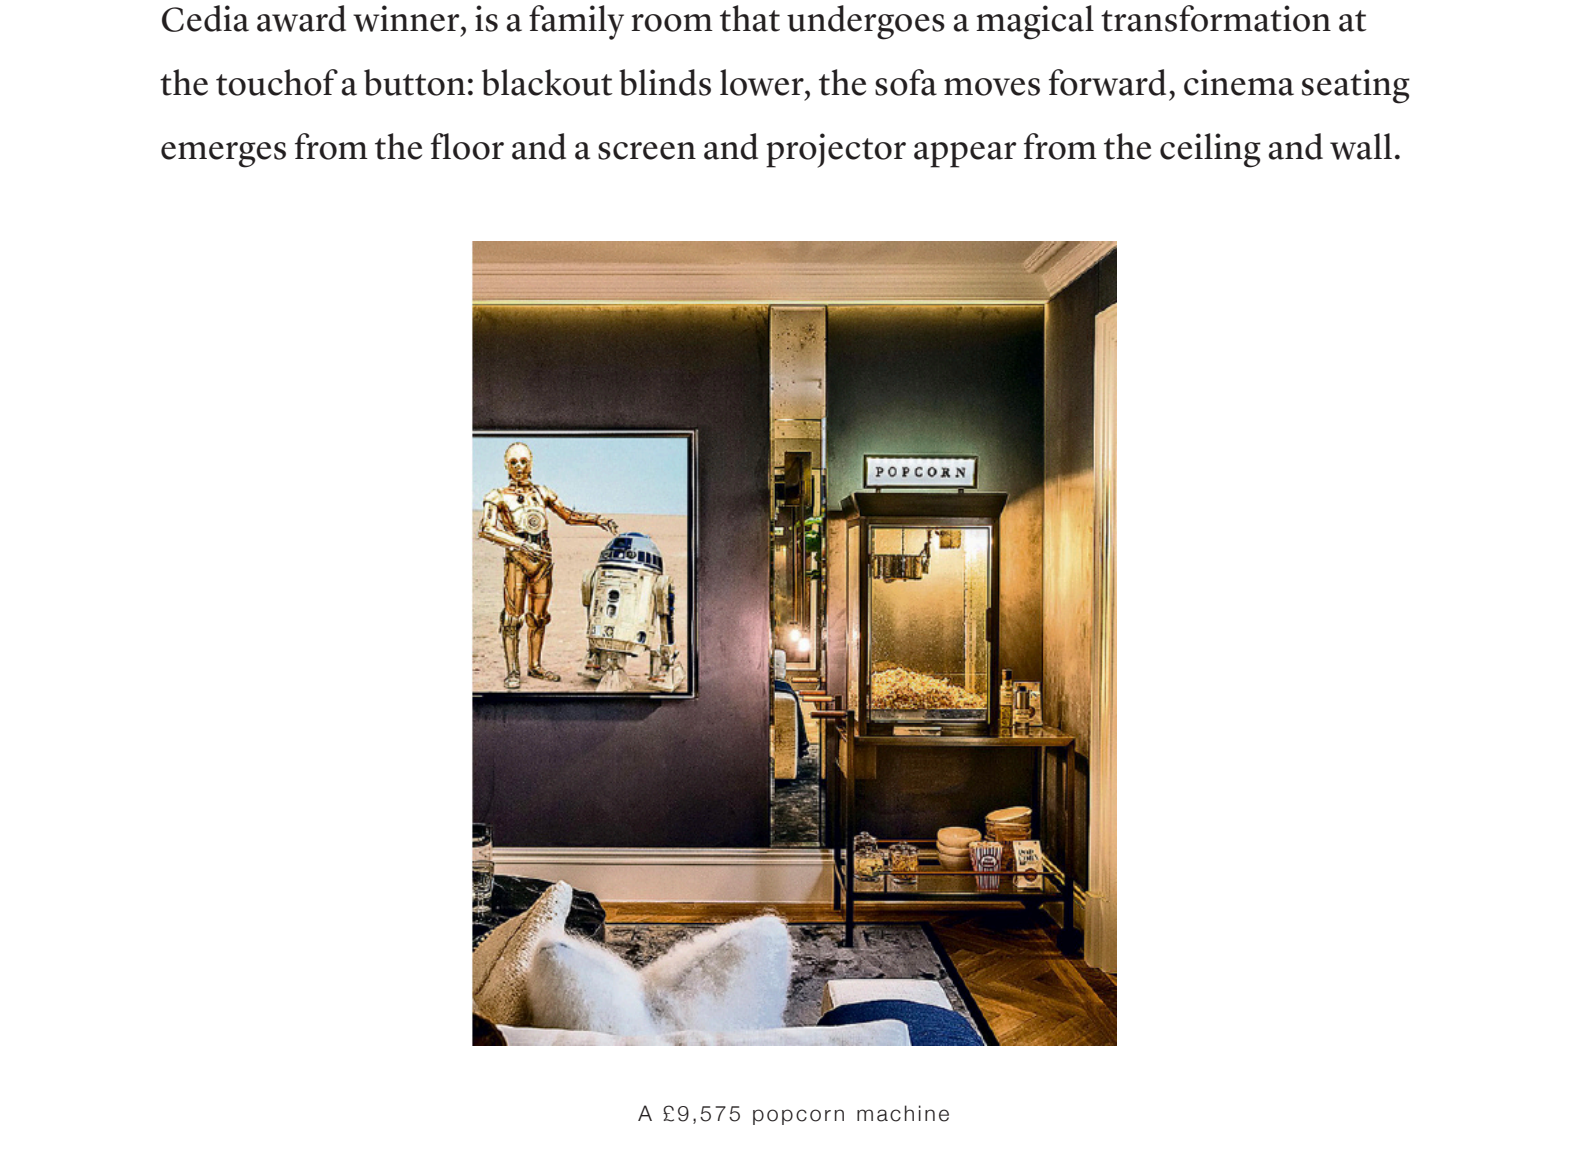 Cedia award winner, is a family room that undergoes a magical transformation at
the touchof a button: blackout blinds lower, the sofa moves forward, cinema seating
emerges from the floor and a screen and projector appear from the ceiling and wall.
POPCORN
A £9,575 popcorn machine